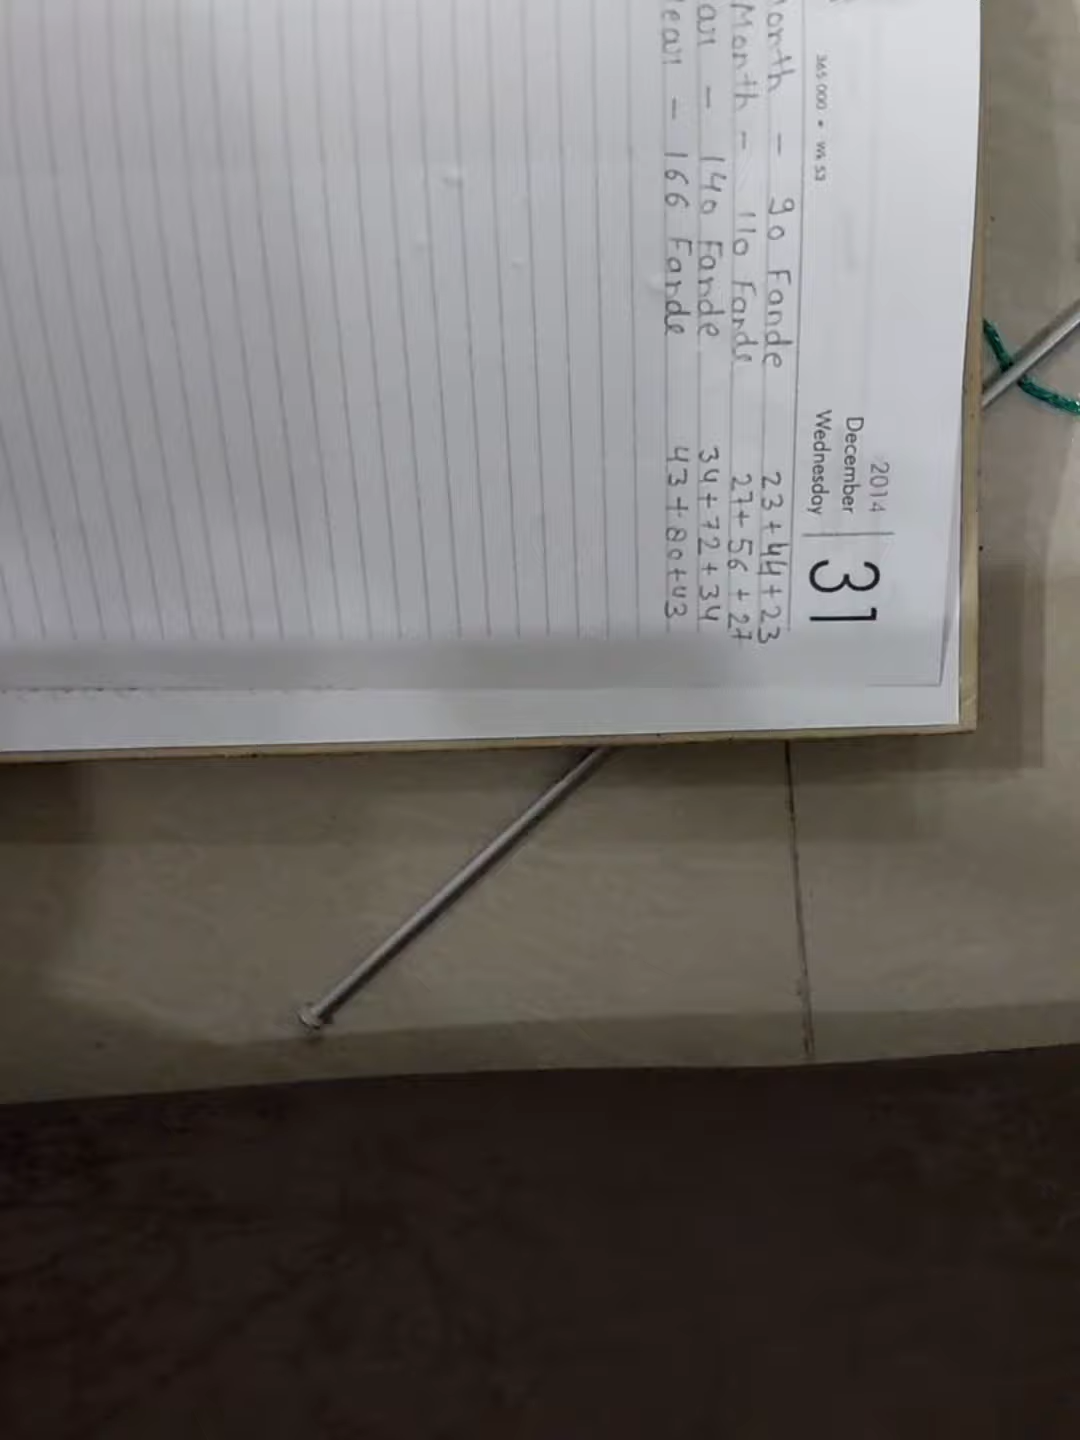 2014
December
Wednesday 31
365 000 • Wk 53
Month - 90 Fande 23+44+23
Month - 110 Fande 27+56+27
- 140 Fande 34+72+34
Year - 166 Fande 43+80+43